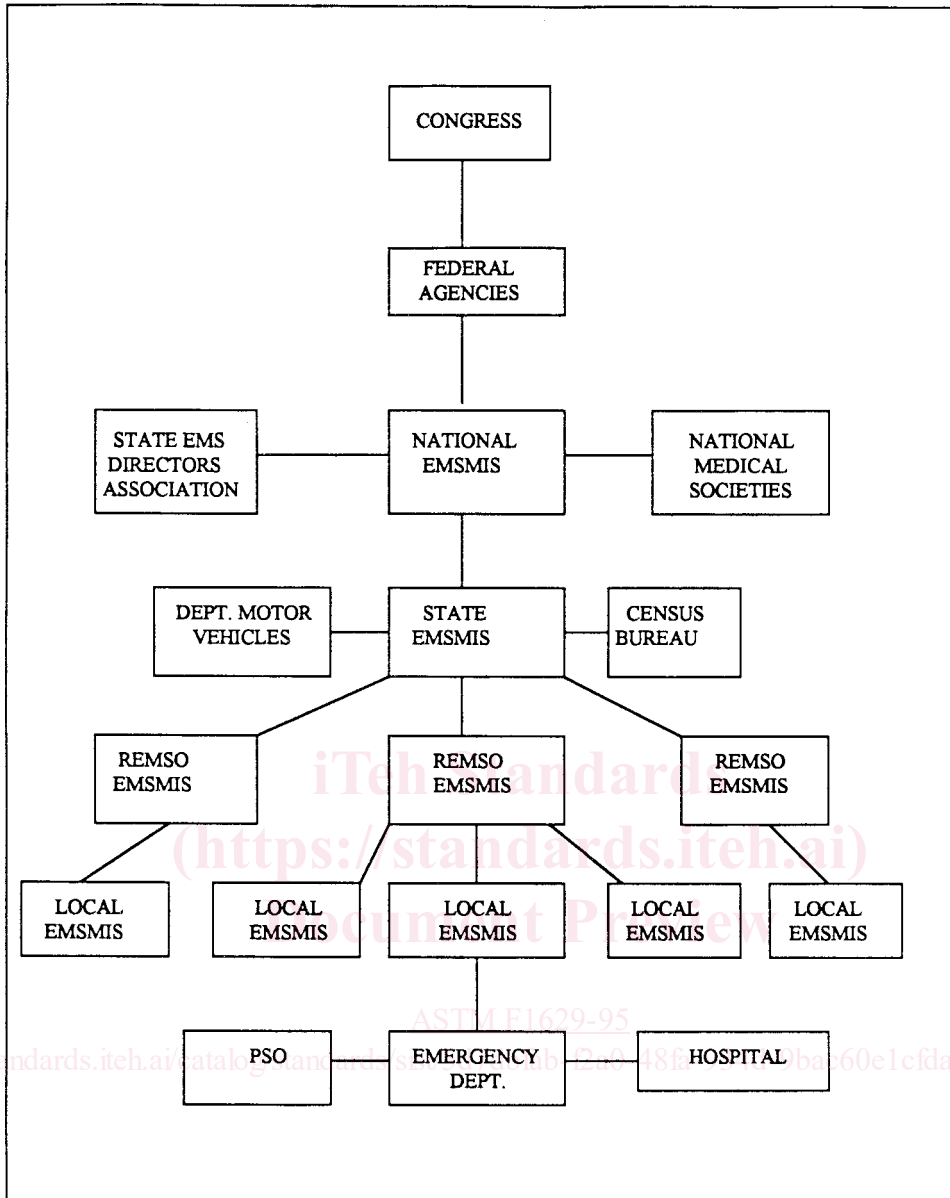 CONGRESS
FEDERAL
AGENCIES
STATE EMS
DIRECTORS
ASSOCIATION
NATIONAL
EMSMIS
NATIONAL
MEDICAL
SOCIETIES
DEPT. MOTOR
VEHICLES
STATE
EMSMIS
CENSUS
BUREAU
REMSO
EMSMIS
REMSO
EMSMIS
REMSO
EMSMIS
iTeh Standards
(https://standards.iteh.ai)
Document Preview
LOCAL
EMSMIS
LOCAL
EMSMIS
LOCAL
EMSMIS
LOCAL
EMSMIS
LOCAL
EMSMIS
ASTM E1629-95
PSO
EMERGENCY
DEPT.
HOSPITAL